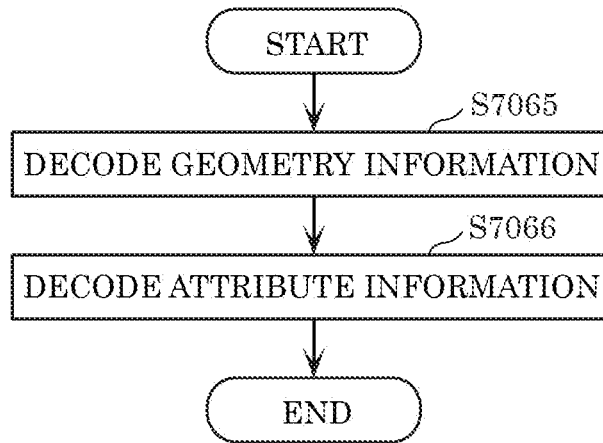 START
S7065
DECODE GEOMETRY INFORMATION
S7066
DECODE ATTRIBUTE INFORMATION
END